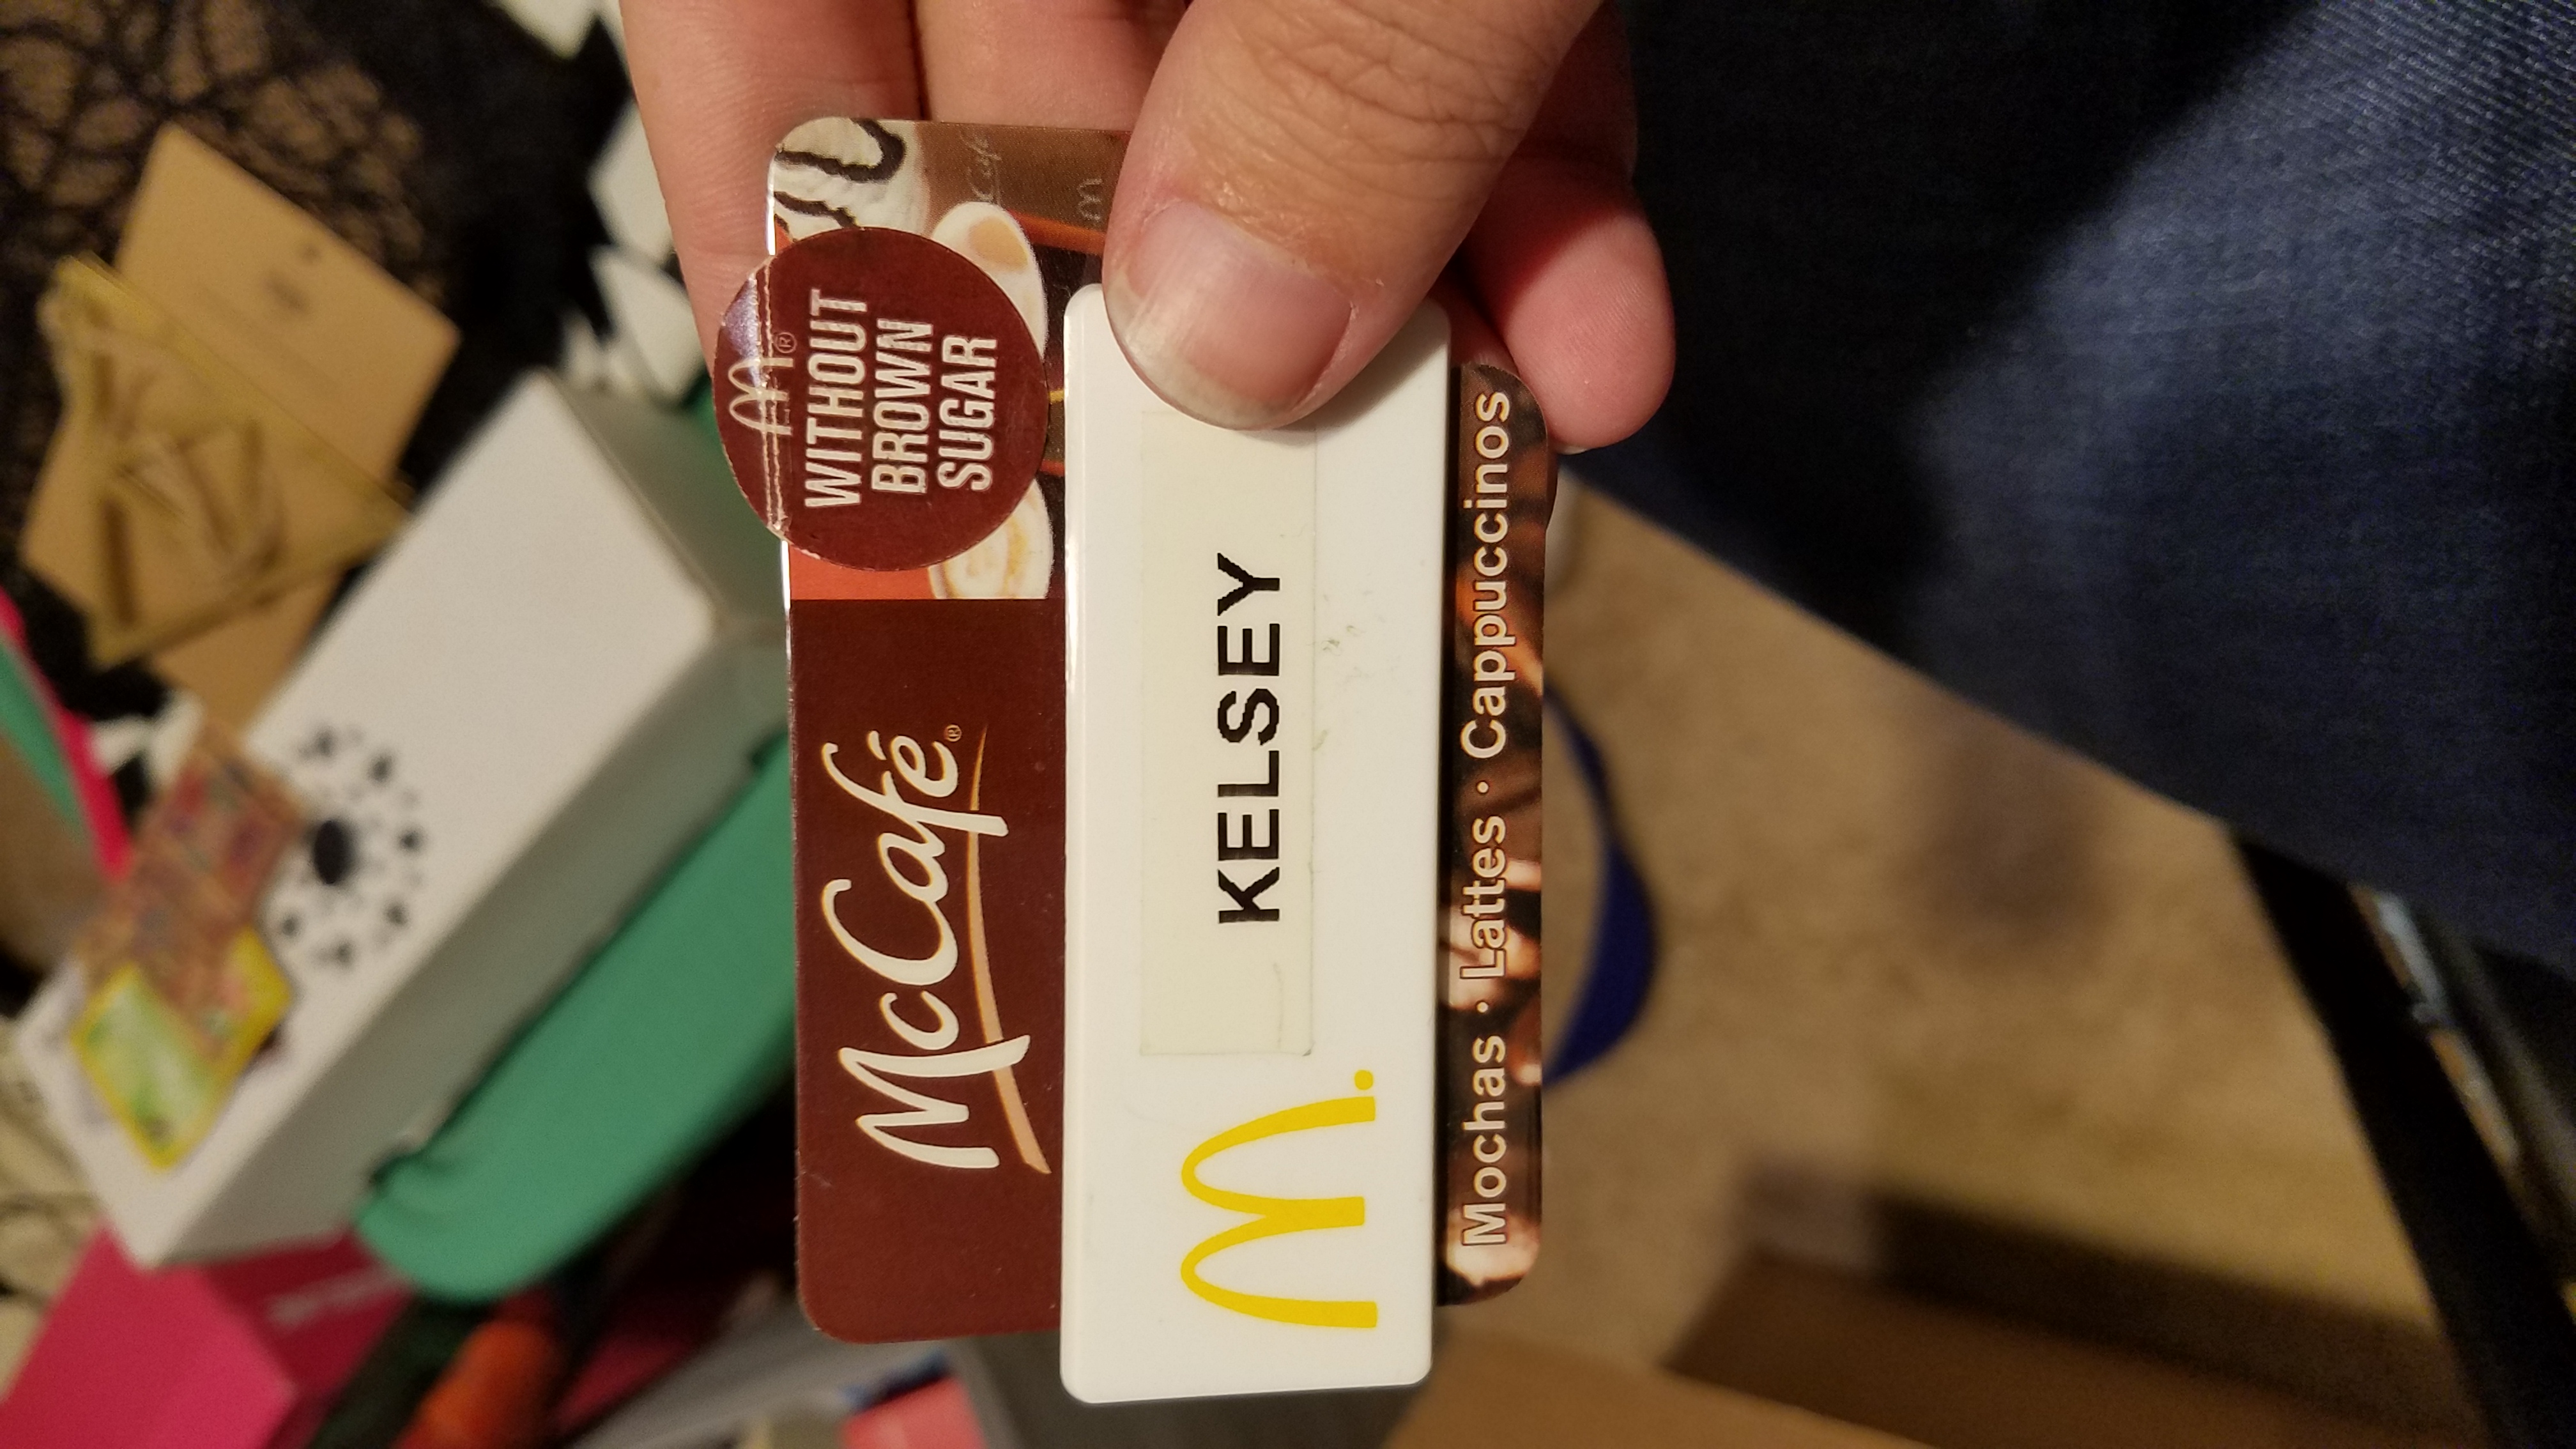 WITHOUT
BROWN
SUGAR
McCafé®
KELSEY
Mochas · Lattes · Cappuccinos